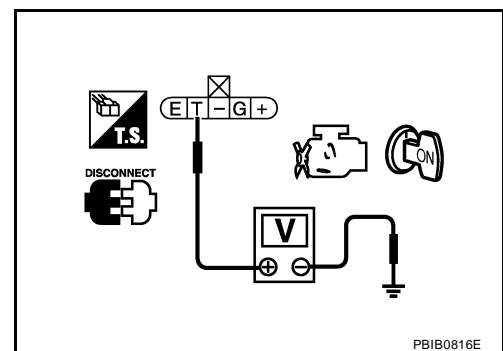 E T − G +
T.S.
DISCONNECT
ON
V
+ −
PBIB0816E